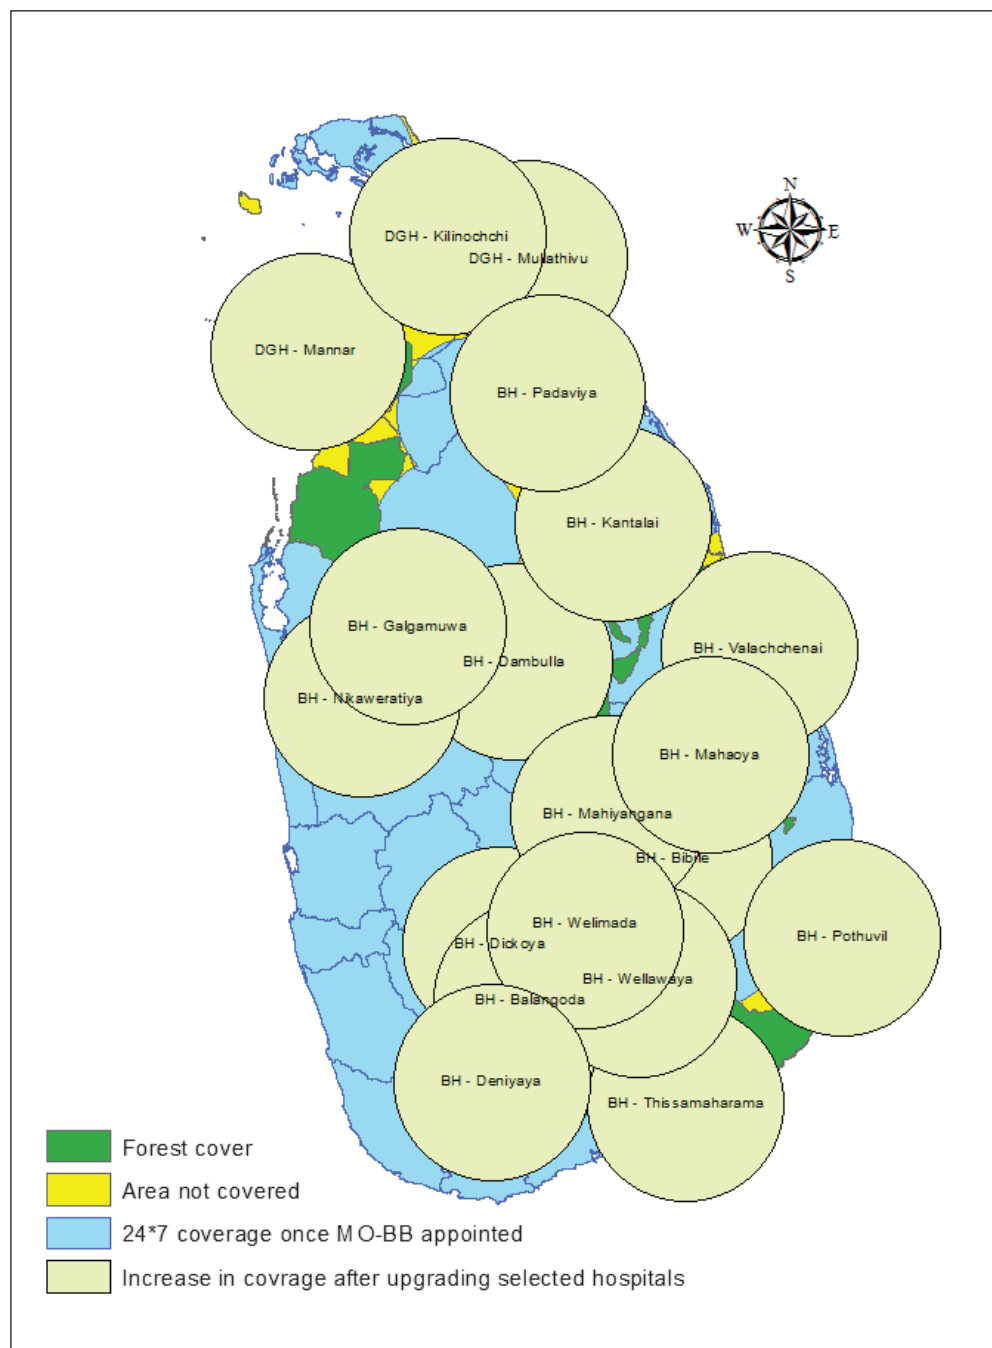 N
W E
S
DGH - Kilinochchi
DGH - Mullathivu
DGH - Mannar
BH - Padaviya
BH - Kantalai
BH - Galgamuwa
BH - Valachchenai
BH - Dambulla
BH - Nikaweratiya
BH - Mahaoya
BH - Mahiyangana
BH - Bibile
BH - Welimada
BH - Pothuvil
BH - Dickoya
BH - Wellawaya
BH - Balangoda
BH - Deniyaya
BH - Thissamaharama
Forest cover
Area not covered
24*7 coverage once MO-BB appointed
Increase in covrage after upgrading selected hospitals